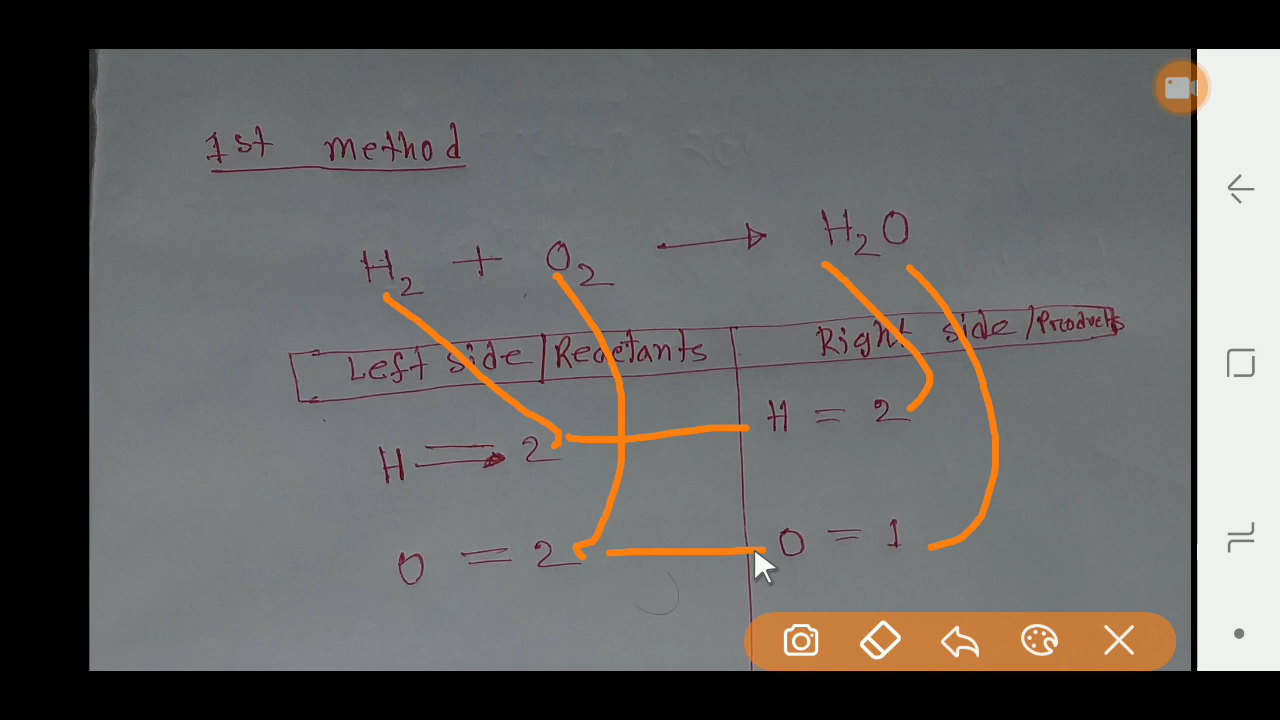 1st method
H2 + O2 → H2O
Left side/Reactants Right side/Products
H = 2 H = 2
O = 2 O = 1